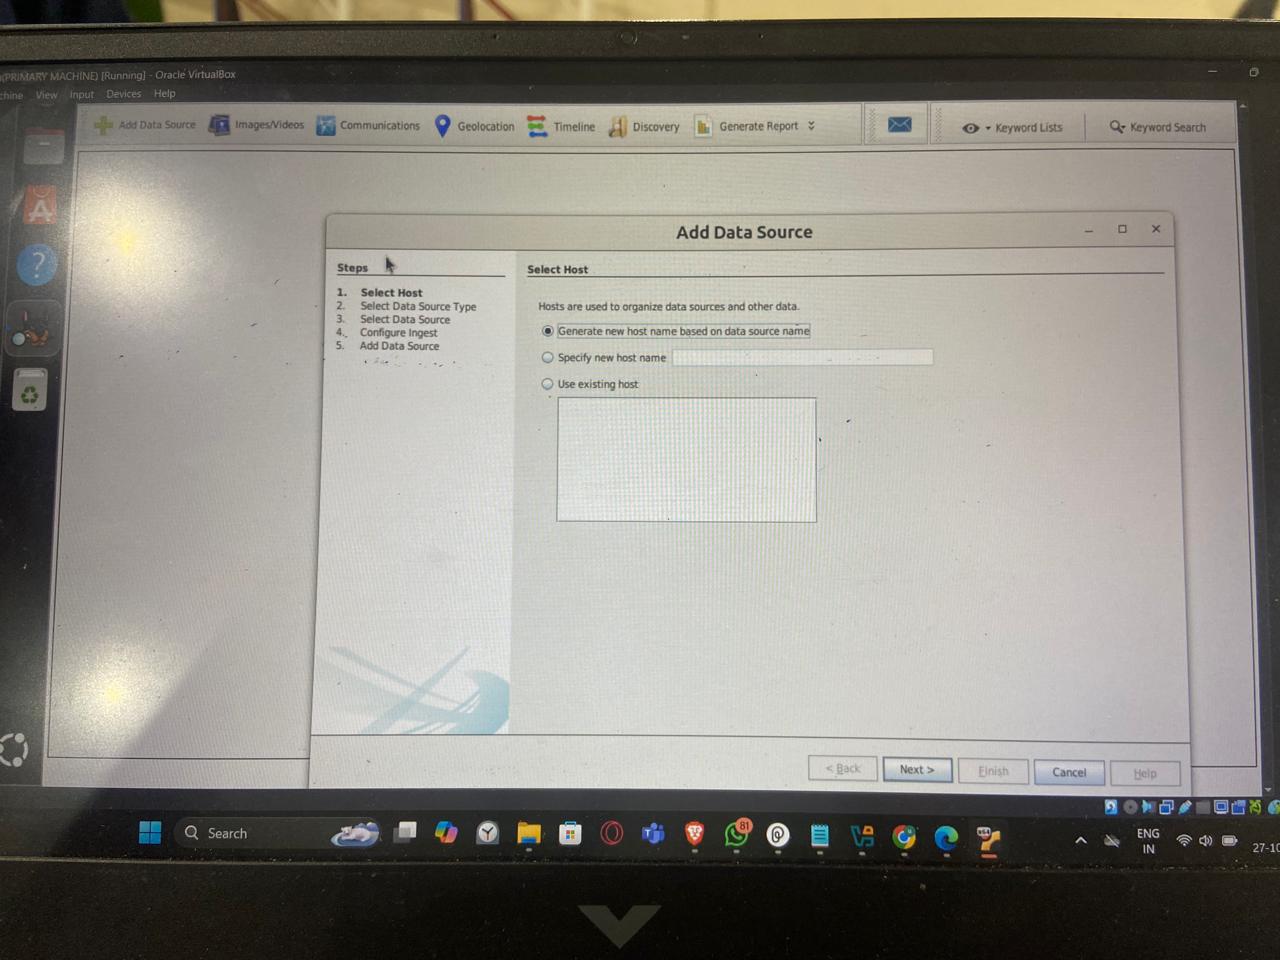 (PRIMARY MACHINE) [Running] - Oracle VirtualBox
chine View Input Devices Help
Add Data Source Images/Videos Communications Geolocation Timeline Discovery Generate Report Keyword Lists Keyword Search
Add Data Source
Steps
1. Select Host
2. Select Data Source Type
3. Select Data Source
4. Configure Ingest
5. Add Data Source
Select Host
Hosts are used to organize data sources and other data.
Generate new host name based on data source name
Specify new host name
Use existing host
< Back Next > Finish Cancel Help
Search
81
ENG
IN
27-10